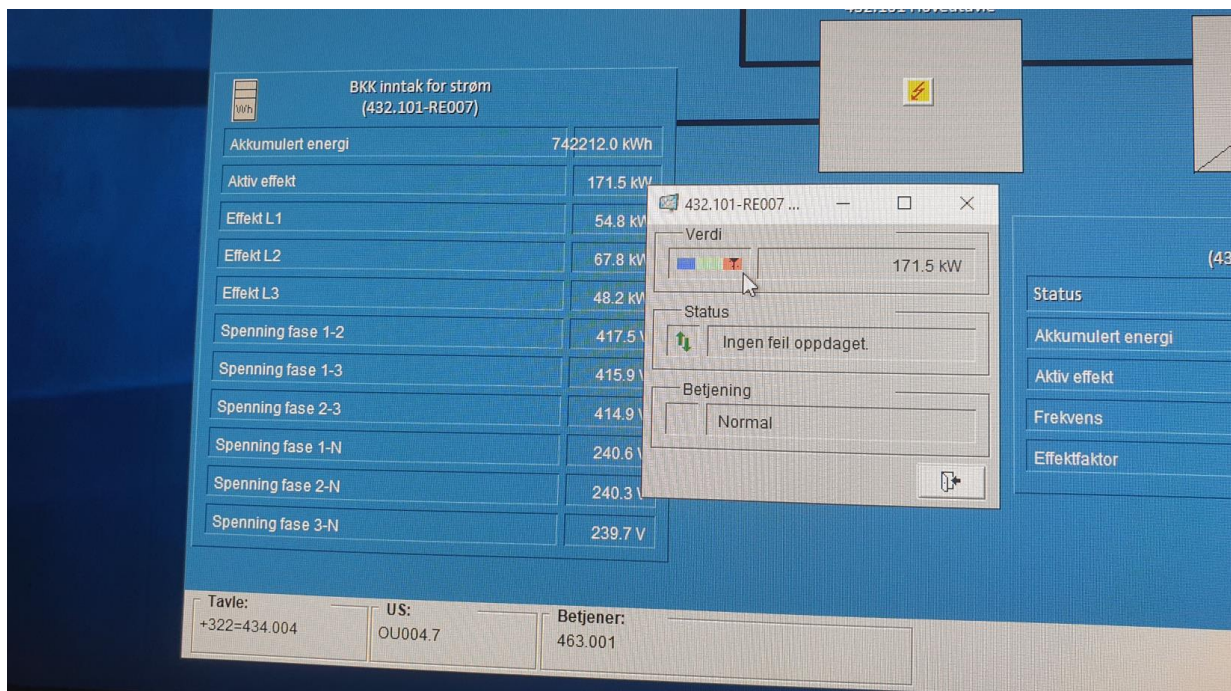 432.101 Hovedtavle
BKK inntak for strøm
(432.101-RE007)
Wh
Akkumulert energi 742212.0 kWh
Aktiv effekt 171.5 kW
Effekt L1 54.8 kW
Effekt L2 67.8 kW
Effekt L3 48.2 kW
Spenning fase 1-2 417.5 V
Spenning fase 1-3 415.9 V
Spenning fase 2-3 414.9 V
Spenning fase 1-N 240.6 V
Spenning fase 2-N 240.3 V
Spenning fase 3-N 239.7 V
432.101-RE007 ...
Verdi
171.5 kW
Status
Ingen feil oppdaget.
Betjening
Normal
(43
Status
Akkumulert energi
Aktiv effekt
Frekvens
Effektfaktor
Tavle:
+322=434.004
US:
OU004.7
Betjener:
463.001